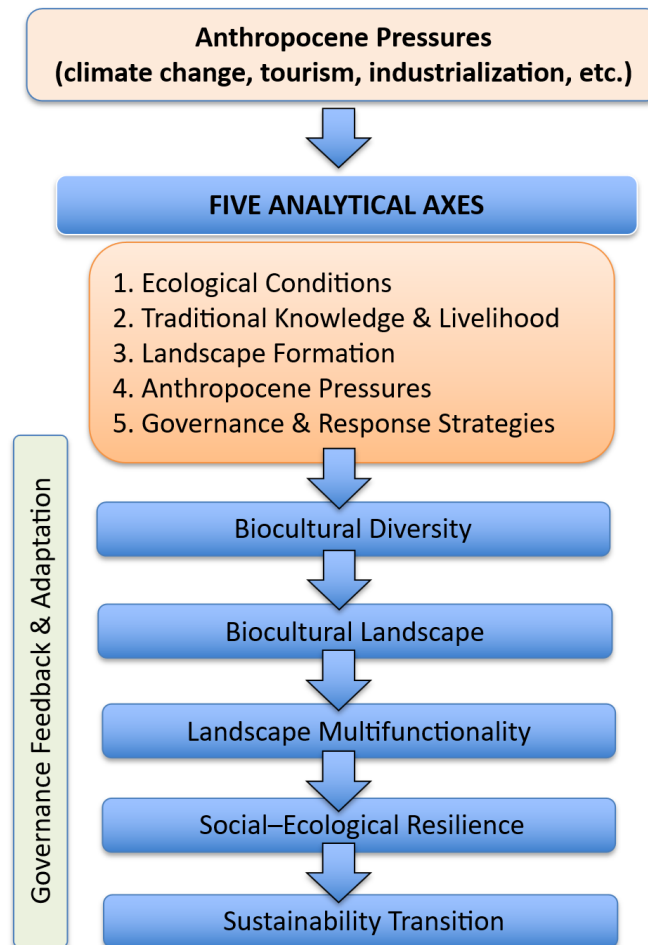 Anthropocene Pressures
(climate change, tourism, industrialization, etc.)
FIVE ANALYTICAL AXES
1. Ecological Conditions
2. Traditional Knowledge & Livelihood
3. Landscape Formation
4. Anthropocene Pressures
5. Governance & Response Strategies
Governance Feedback & Adaptation
Biocultural Diversity
Biocultural Landscape
Landscape Multifunctionality
Social–Ecological Resilience
Sustainability Transition